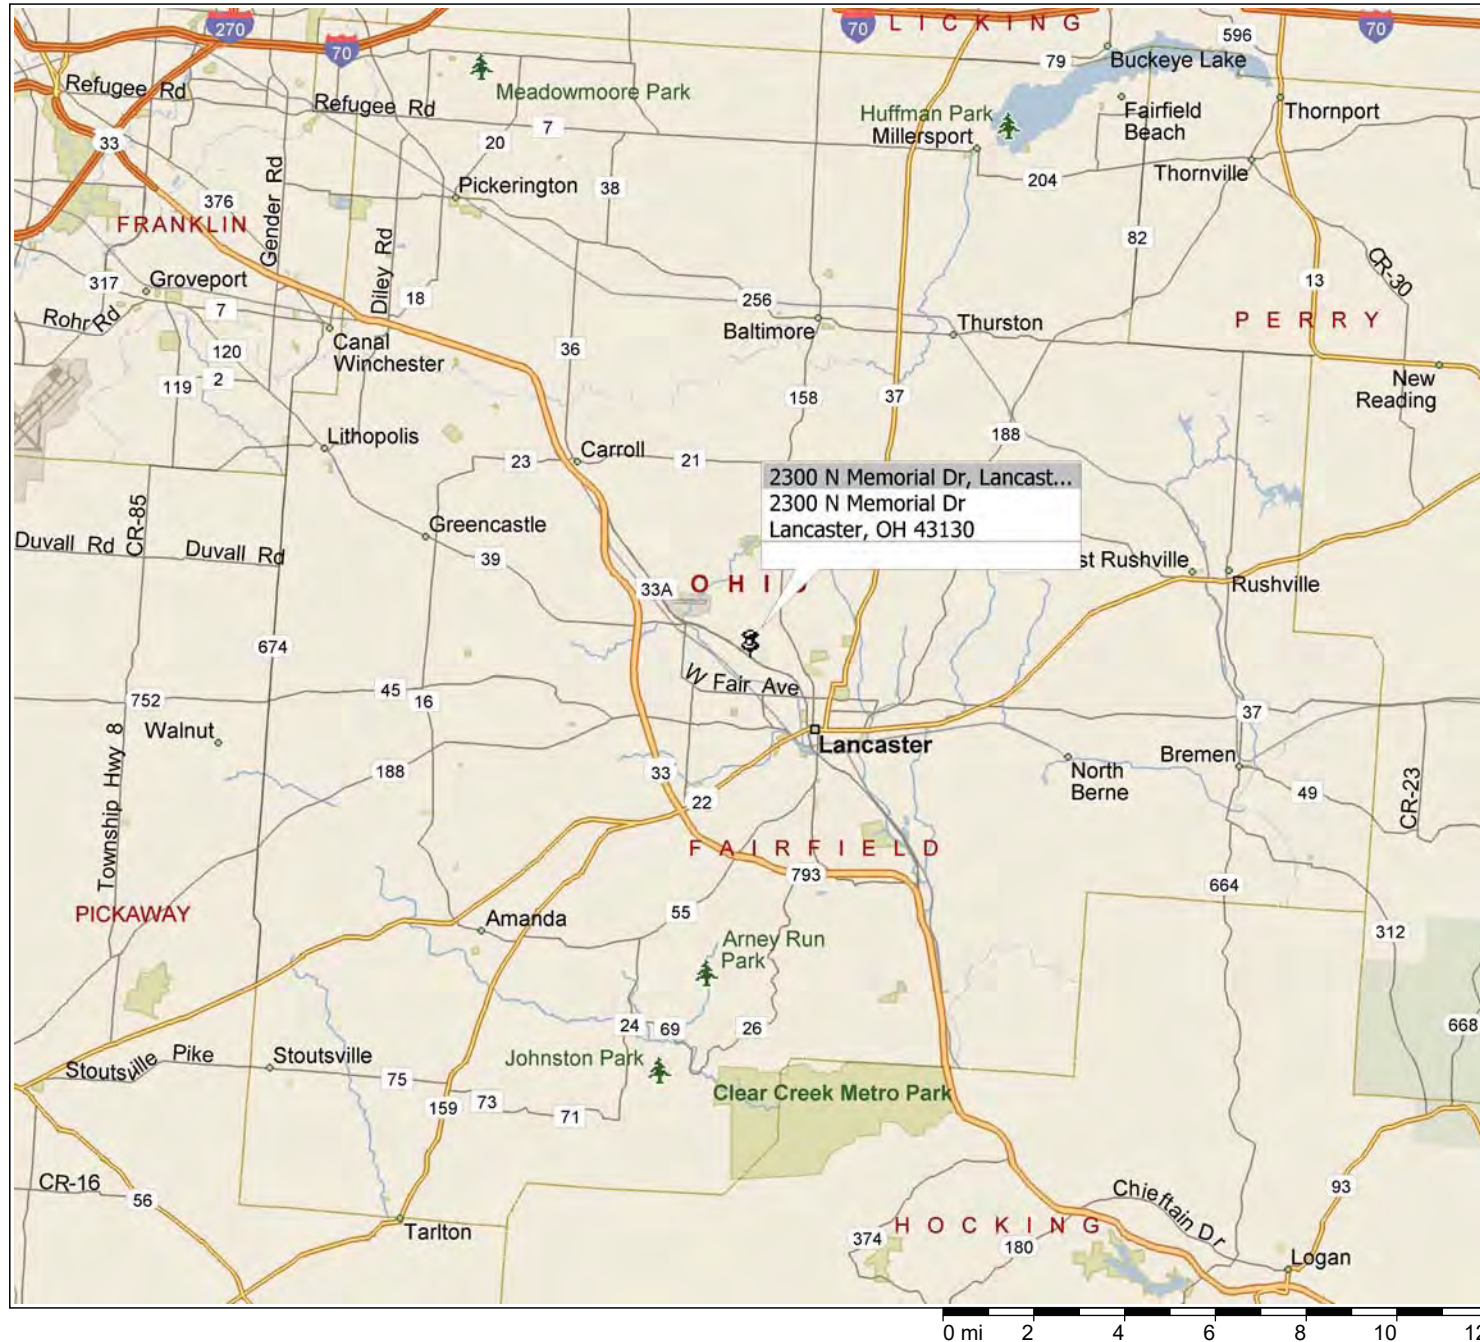 270
70
70
LICKING
70
596
79
Buckeye Lake
Refugee Rd
Meadowmoore Park
Refugee Rd
7
Huffman Park
Millersport
Fairfield
Beach
Thornport
33
20
38
204
Thornville
376
Gender Rd
Pickerington
FRANKLIN
Diley Rd
82
CR-30
317
Groveport
18
256
13
Rohr Rd
7
Canal
Winchester
Baltimore
Thurston
PERRY
120
36
119
2
158
37
New
Reading
Lithopolis
188
23
Carroll
21
2300 N Memorial Dr, Lancast...
2300 N Memorial Dr
Lancaster, OH 43130
CR-85
Greencastle
Duvall Rd
Duvall Rd
39
st Rushville
Rushville
33A
OHIO
674
W Fair Ave
752
45
16
37
Walnut
Lancaster
188
33
North
Berne
Bremen
22
49
CR-23
Township Hwy 8
FAIRFIELD
793
664
PICKAWAY
Amanda
55
312
Arney Run
Park
24
69
26
668
Stoutsville Pike
Stoutsville
Johnston Park
75
Clear Creek Metro Park
159
73
71
CR-16
56
93
Chieftain Dr
Tarlton
HOCKING
374
180
Logan
0 mi
2
4
6
8
10
12